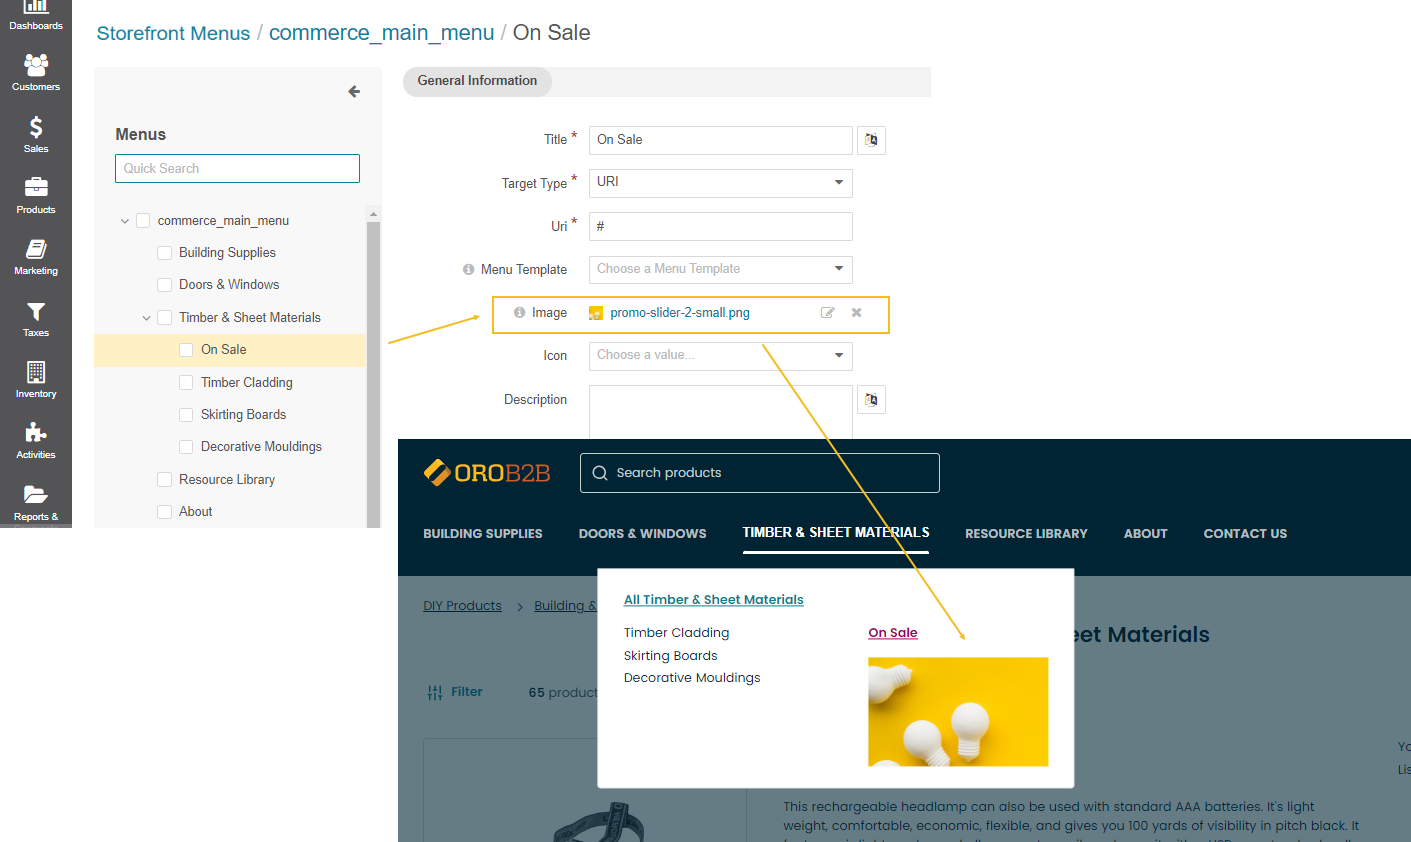 Dashboards
Customers
Sales
Products
Marketing
Taxes
Inventory
Activities
Reports &
Storefront Menus / commerce_main_menu / On Sale
Menus
Quick Search
commerce_main_menu
Building Supplies
Doors & Windows
Timber & Sheet Materials
On Sale
Timber Cladding
Skirting Boards
Decorative Mouldings
Resource Library
About
General Information
Title * On Sale
Target Type * URI
Uri * #
Menu Template Choose a Menu Template
Image promo-slider-2-small.png
Icon Choose a value...
Description
OROB2B Search products
BUILDING SUPPLIES DOORS & WINDOWS TIMBER & SHEET MATERIALS RESOURCE LIBRARY ABOUT CONTACT US
DIY Products > Building &
All Timber & Sheet Materials
Timber Cladding
Skirting Boards
Decorative Mouldings
On Sale
eet Materials
Filter 65 product
This rechargeable headlamp can also be used with standard AAA batteries. It's light
weight, comfortable, economic, flexible, and gives you 100 yards of visibility in pitch black. It